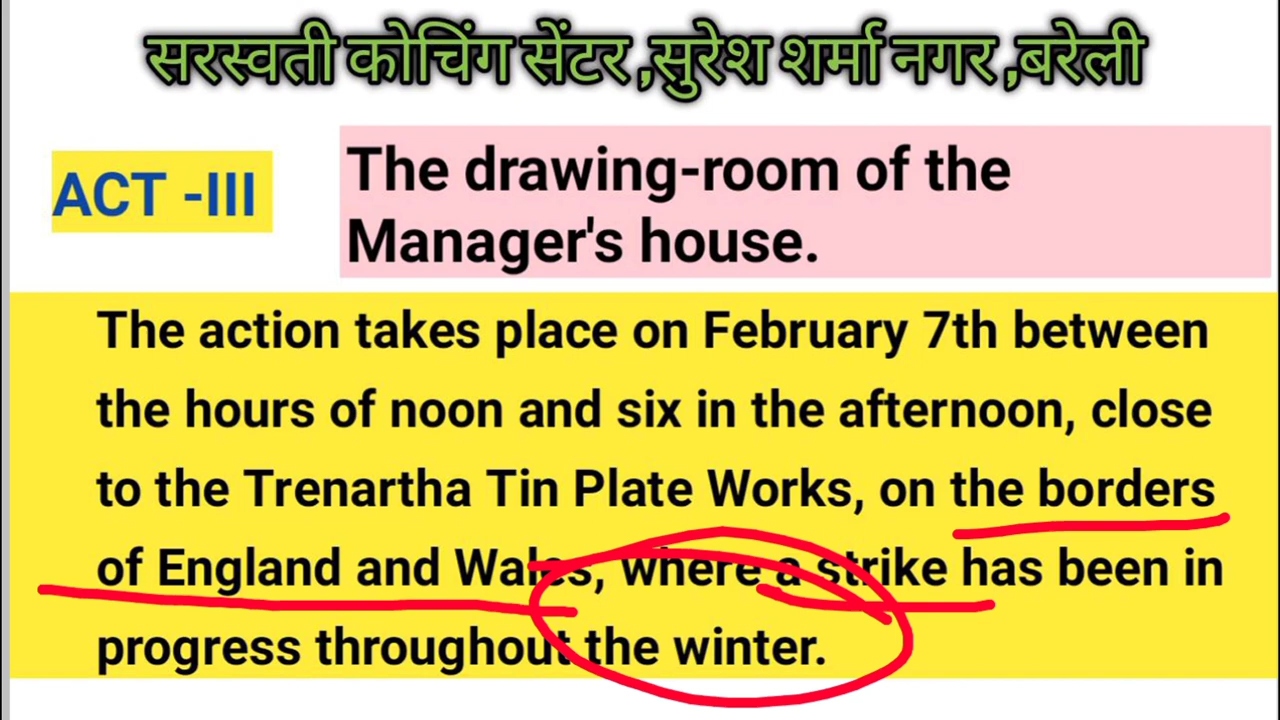 सरस्वती कोचिंग सेंटर ,सुरेश शर्मा नगर ,बरेली
ACT -III
The drawing-room of the
Manager's house.
The action takes place on February 7th between
the hours of noon and six in the afternoon, close
to the Trenartha Tin Plate Works, on the borders
of England and Wales, where a strike has been in
progress throughout the winter.